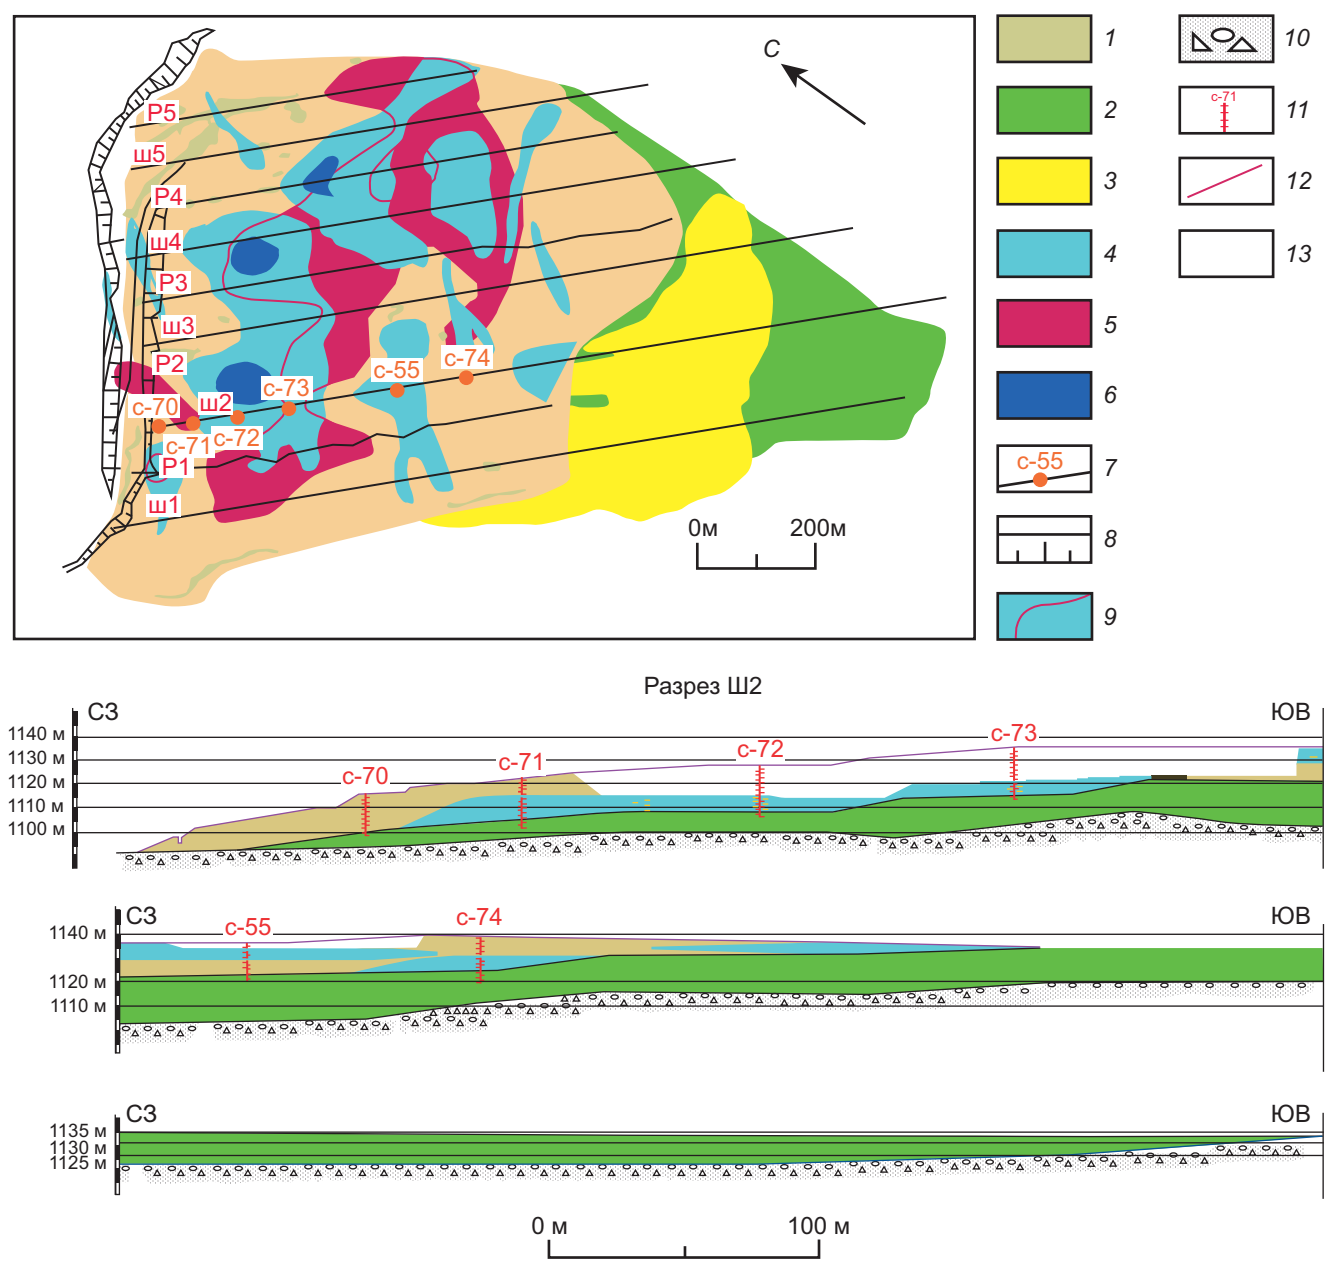 С
Р5
ш5
Р4
ш4
Р3
ш3
Р2
с-70
ш2
с-73
с-55
с-74
с-71
с-72
Р1
ш1
0м 200м
1
2
3
4
5
6
с-55
7
8
9
10
с-71
11
12
13
Разрез Ш2
СЗ ЮВ
1140 м
1130 м
1120 м
1110 м
1100 м
с-70
с-71
с-72
с-73
СЗ ЮВ
1140 м
1120 м
1110 м
с-55
с-74
СЗ ЮВ
1135 м
1130 м
1125 м
0 м 100 м